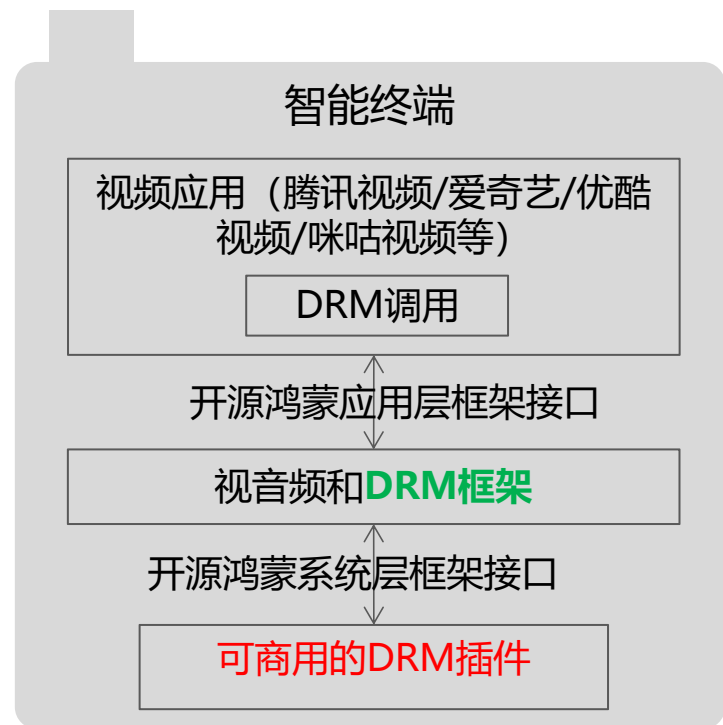 智能终端
视频应用（腾讯视频/爱奇艺/优酷
视频/咪咕视频等）
DRM调用
开源鸿蒙应用层框架接口
视音频和DRM框架
开源鸿蒙系统层框架接口
可商用的DRM插件